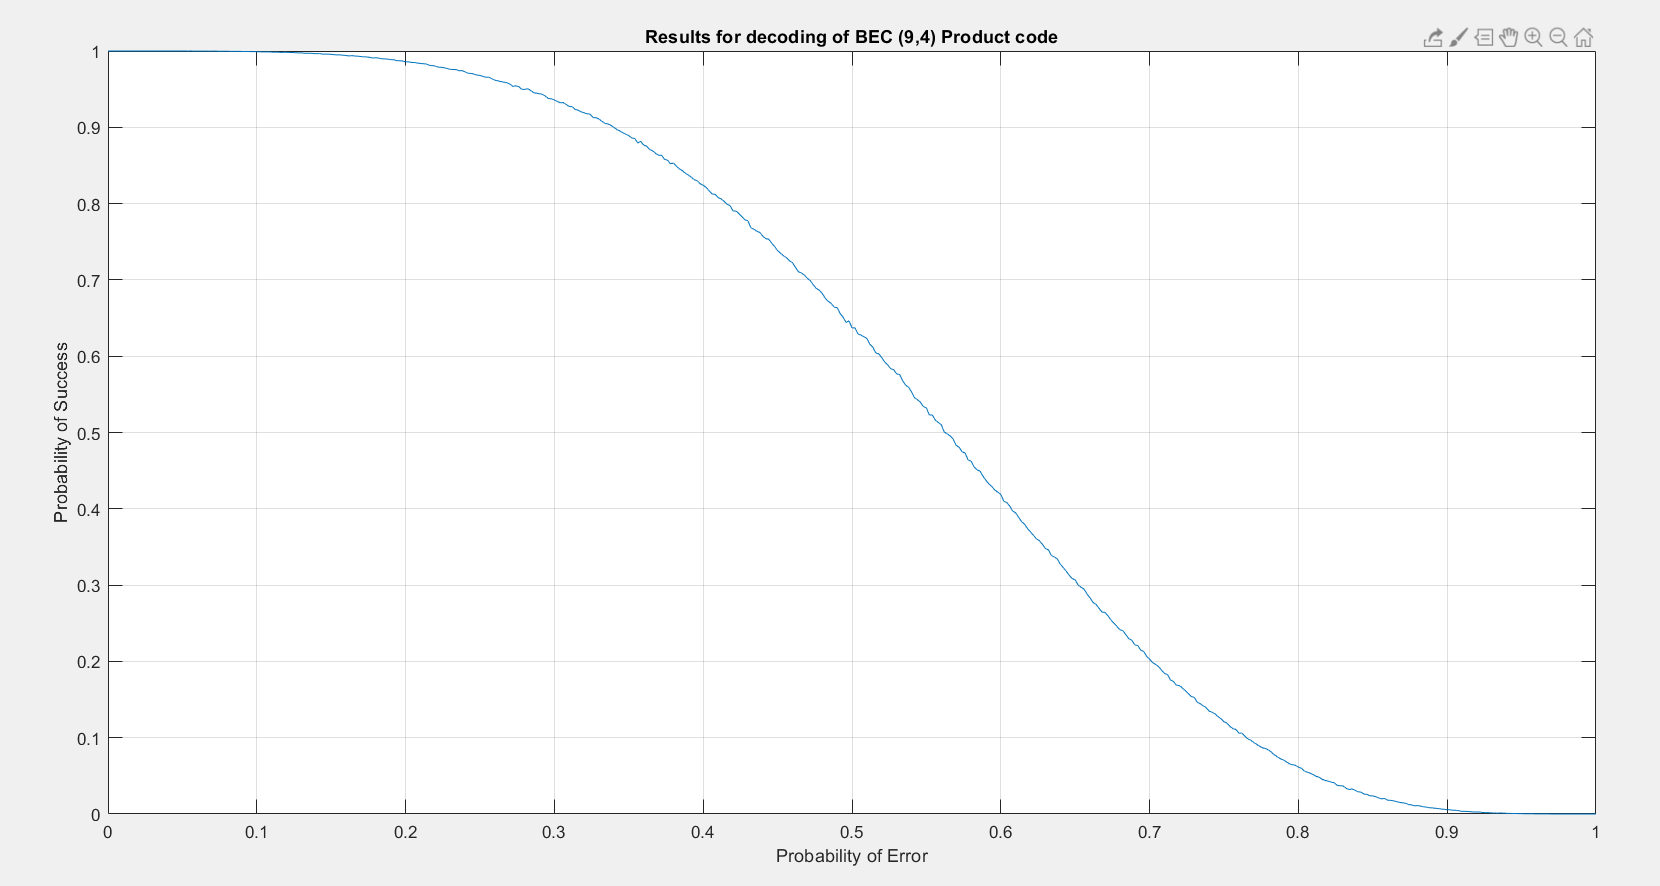 Results for decoding of BEC (9,4) Product code
1
0.9
0.8
0.7
0.6
0.5
0.4
0.3
0.2
0.1
0
Probability of Success
0 0.1 0.2 0.3 0.4 0.5 0.6 0.7 0.8 0.9 1
Probability of Error